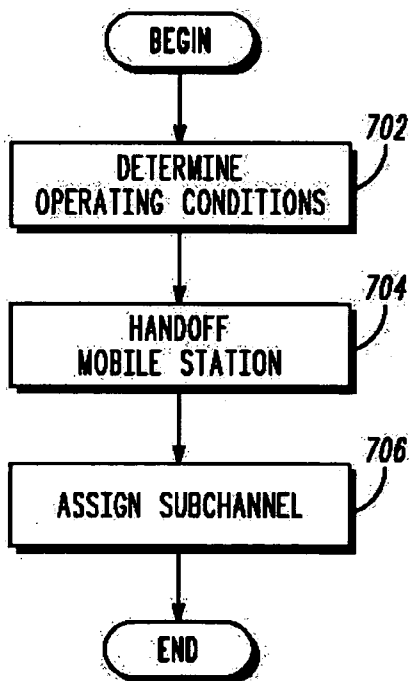 BEGIN
702
DETERMINE
OPERATING CONDITIONS
704
HANDOFF
MOBILE STATION
706
ASSIGN SUBCHANNEL
END